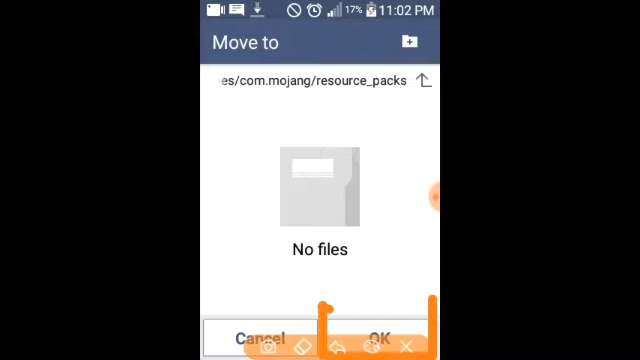 17% 11:02 PM
Move to
es/com.mojang/resource_packs
No files
Cancel OK